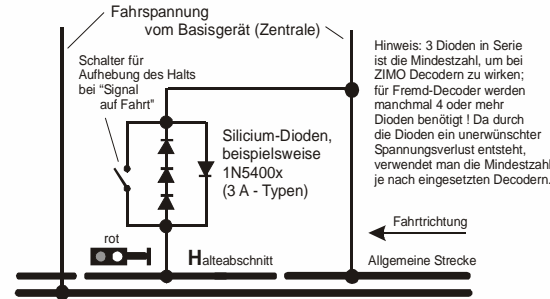 Fahrspannung
vom Basisgerät (Zentrale)
Schalter für
Aufhebung des Halts
bei “Signal
auf Fahrt”
Silicium-Dioden,
beispielsweise
1N5400x
(3 A - Typen)
Hinweis: 3 Dioden in Serie
ist die Mindestzahl, um bei
ZIMO Decodern zu wirken;
für Fremd-Decoder werden
manchmal 4 oder mehr
Dioden benötigt ! Da durch
die Dioden ein unerwünschter
Spannungsverlust entsteht,
verwendet man die Mindestzahl
je nach eingesetzten Decodern.
Fahrtrichtung
rot
Halteabschnitt
Allgemeine Strecke